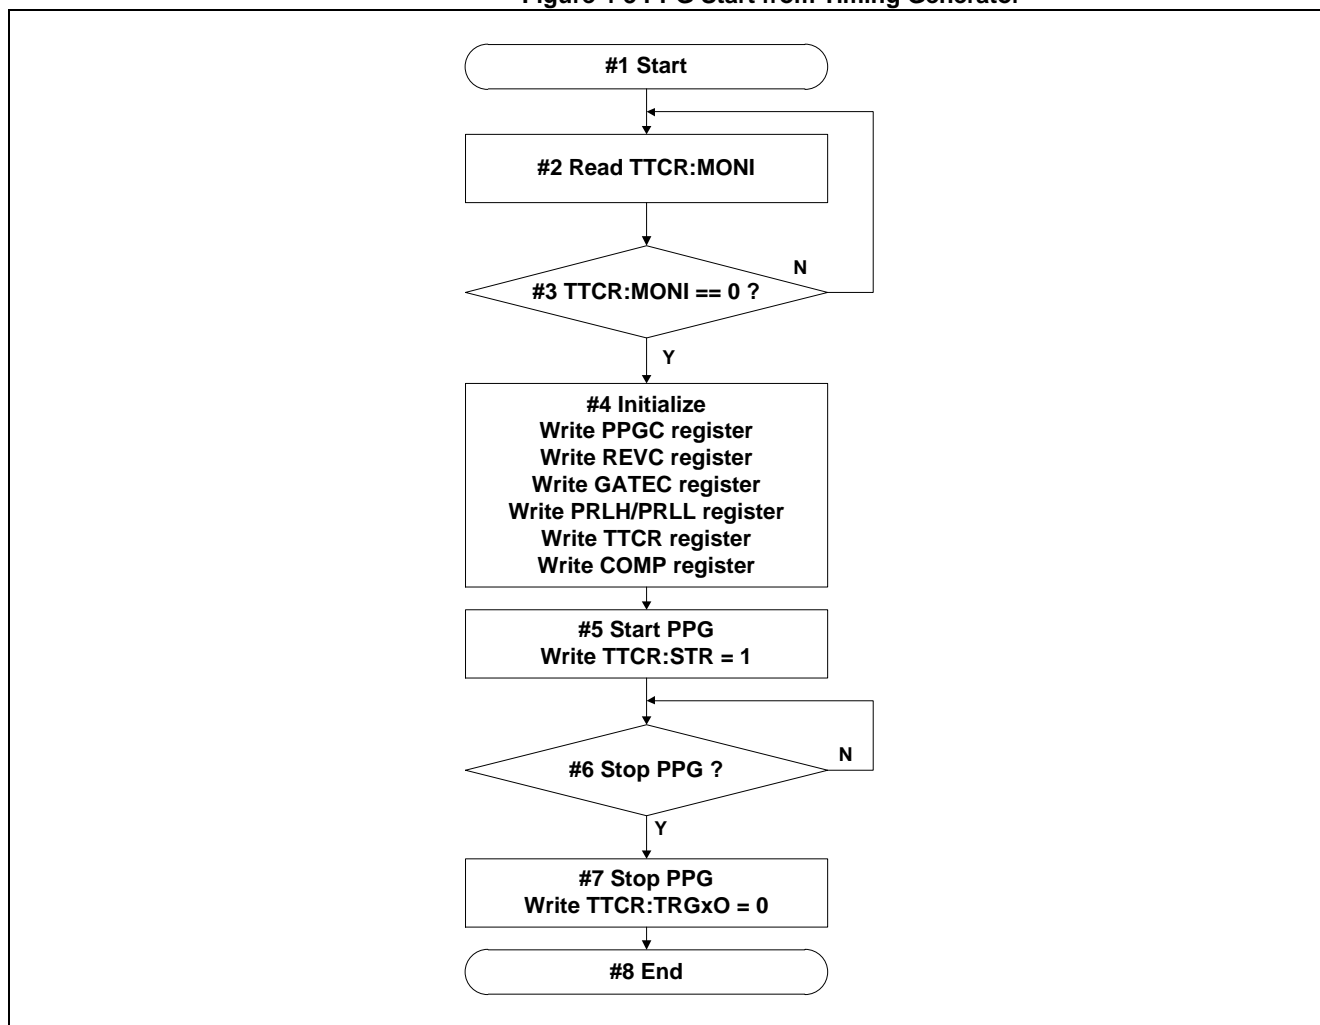 #1 Start
#2 Read TTCR:MONI
N
#3 TTCR:MONI == 0 ?
Y
#4 Initialize
Write PPGC register
Write REVC register
Write GATEC register
Write PRLH/PRLL register
Write TTCR register
Write COMP register
#5 Start PPG
Write TTCR:STR = 1
#6 Stop PPG ?
N
Y
#7 Stop PPG
Write TTCR:TRGxO = 0
#8 End